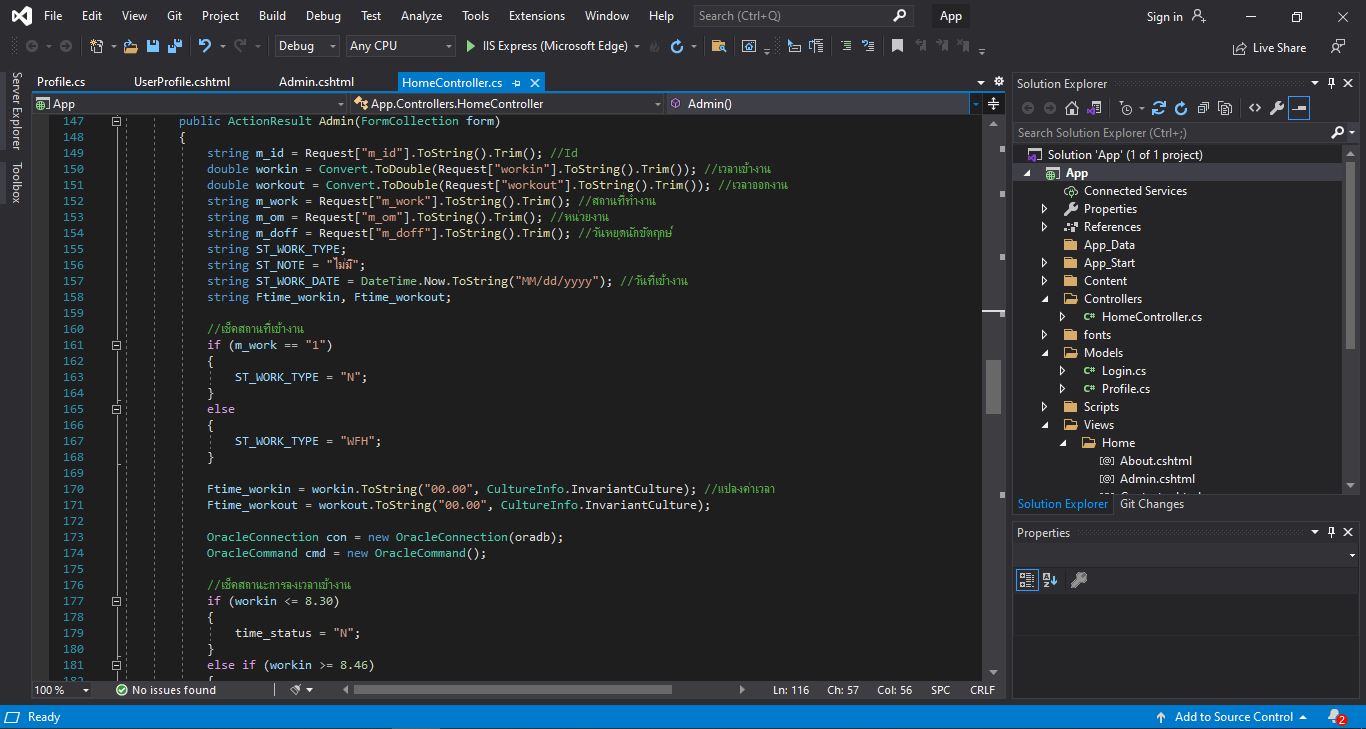 File Edit View Git Project Build Debug Test Analyze Tools Extensions Window Help Search (Ctrl+Q) App Sign in
Debug Any CPU IIS Express (Microsoft Edge) Live Share
Server Explorer
Toolbox
Profile.cs UserProfile.cshtml Admin.cshtml HomeController.cs
App App.Controllers.HomeController Admin()
147 public ActionResult Admin(FormCollection form)
148 {
149 string m_id = Request["m_id"].ToString().Trim(); //Id
150 double workin = Convert.ToDouble(Request["workin"].ToString().Trim()); //เวลาเข้างาน
151 double workout = Convert.ToDouble(Request["workout"].ToString().Trim()); //เวลาออกงาน
152 string m_work = Request["m_work"].ToString().Trim(); //สถานที่ทำงาน
153 string m_om = Request["m_om"].ToString().Trim(); //หน่วยงาน
154 string m_doff = Request["m_doff"].ToString().Trim(); //วันหยุดนักขัตฤกษ์
155 string ST_WORK_TYPE;
156 string ST_NOTE = "ไม่มี";
157 string ST_WORK_DATE = DateTime.Now.ToString("MM/dd/yyyy"); //วันที่เข้างาน
158 string Ftime_workin, Ftime_workout;
159
160 //เช็คสถานที่เข้างาน
161 if (m_work == "1")
162 {
163 ST_WORK_TYPE = "N";
164 }
165 else
166 {
167 ST_WORK_TYPE = "WFH";
168 }
169
170 Ftime_workin = workin.ToString("00.00", CultureInfo.InvariantCulture); //แปลงค่าเวลา
171 Ftime_workout = workout.ToString("00.00", CultureInfo.InvariantCulture);
172
173 OracleConnection con = new OracleConnection(oradb);
174 OracleCommand cmd = new OracleCommand();
175
176 //เช็คสถานะการลงเวลาเข้างาน
177 if (workin <= 8.30)
178 {
179 time_status = "N";
180 }
181 else if (workin >= 8.46)
182 {
100 % No issues found Ln: 116 Ch: 57 Col: 56 SPC CRLF
Solution Explorer
Search Solution Explorer (Ctrl+;)
Solution 'App' (1 of 1 project)
App
Connected Services
Properties
References
App_Data
App_Start
Content
Controllers
C# HomeController.cs
fonts
Models
C# Login.cs
C# Profile.cs
Scripts
Views
Home
[@] About.cshtml
[@] Admin.cshtml
Solution Explorer Git Changes
Properties
Ready Add to Source Control 2